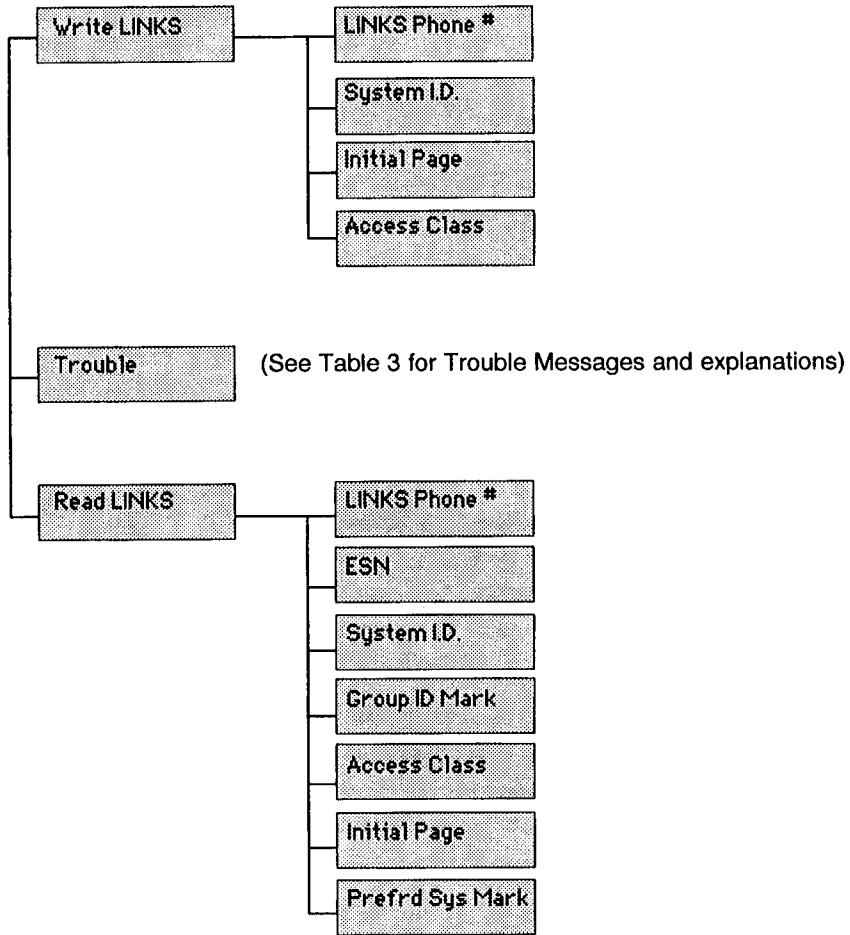 Write LINKS
LINKS Phone #
System I.D.
Initial Page
Access Class
Trouble
(See Table 3 for Trouble Messages and explanations)
Read LINKS
LINKS Phone #
ESN
System I.D.
Group ID Mark
Access Class
Initial Page
Prefrd Sys Mark